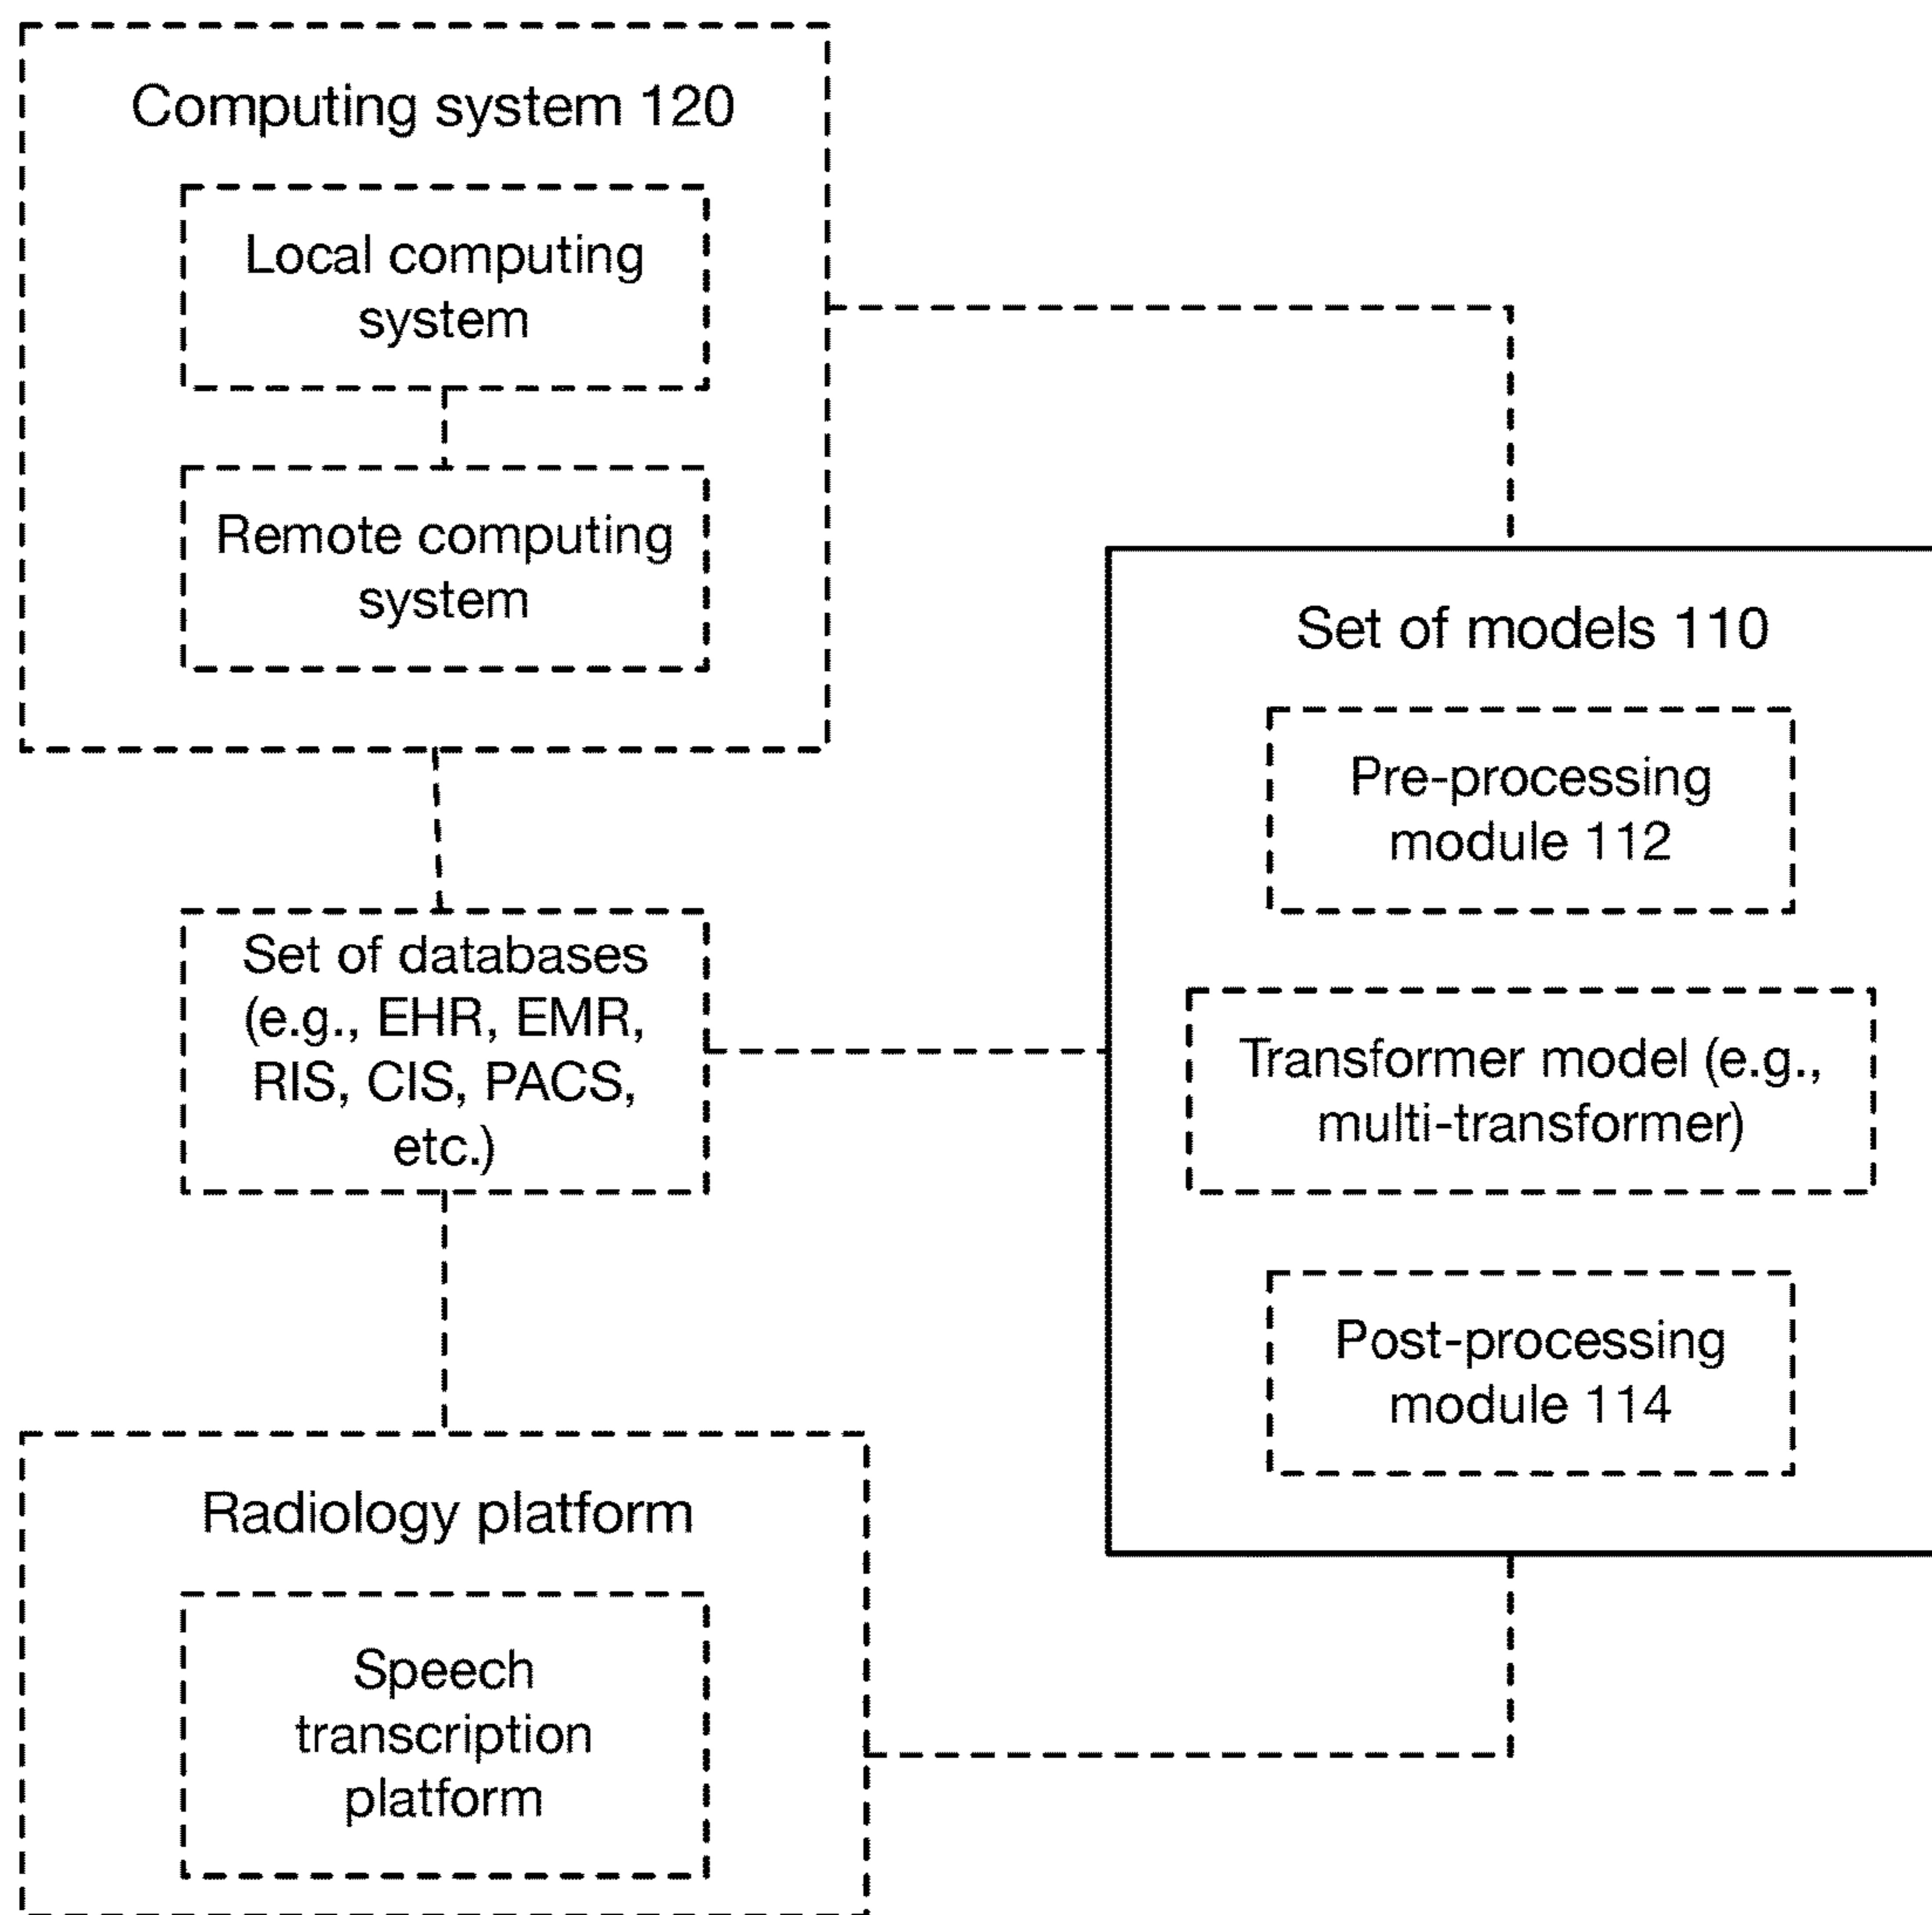 Computing system 120
Local computing
system
Remote computing
system
Set of databases
(e.g., EHR, EMR,
RIS, CIS, PACS,
etc.)
Radiology platform
Speech
transcription
platform
Set of models 110
Pre-processing
module 112
Transformer model (e.g.,
multi-transformer)
Post-processing
module 114